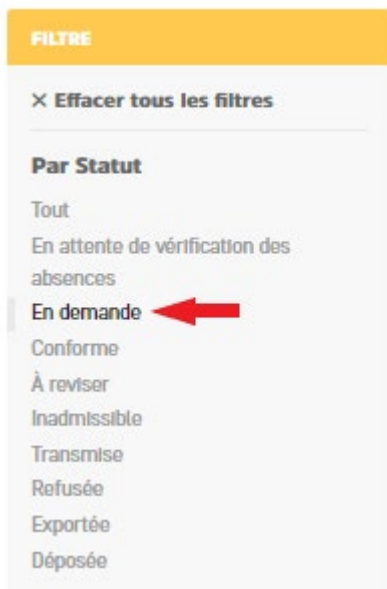 FILTRE
✕ Effacer tous les filtres
Par Statut
Tout
En attente de vérification des
absences
En demande
Conforme
À reviser
Inadmissible
Transmise
Refusée
Exportée
Déposée